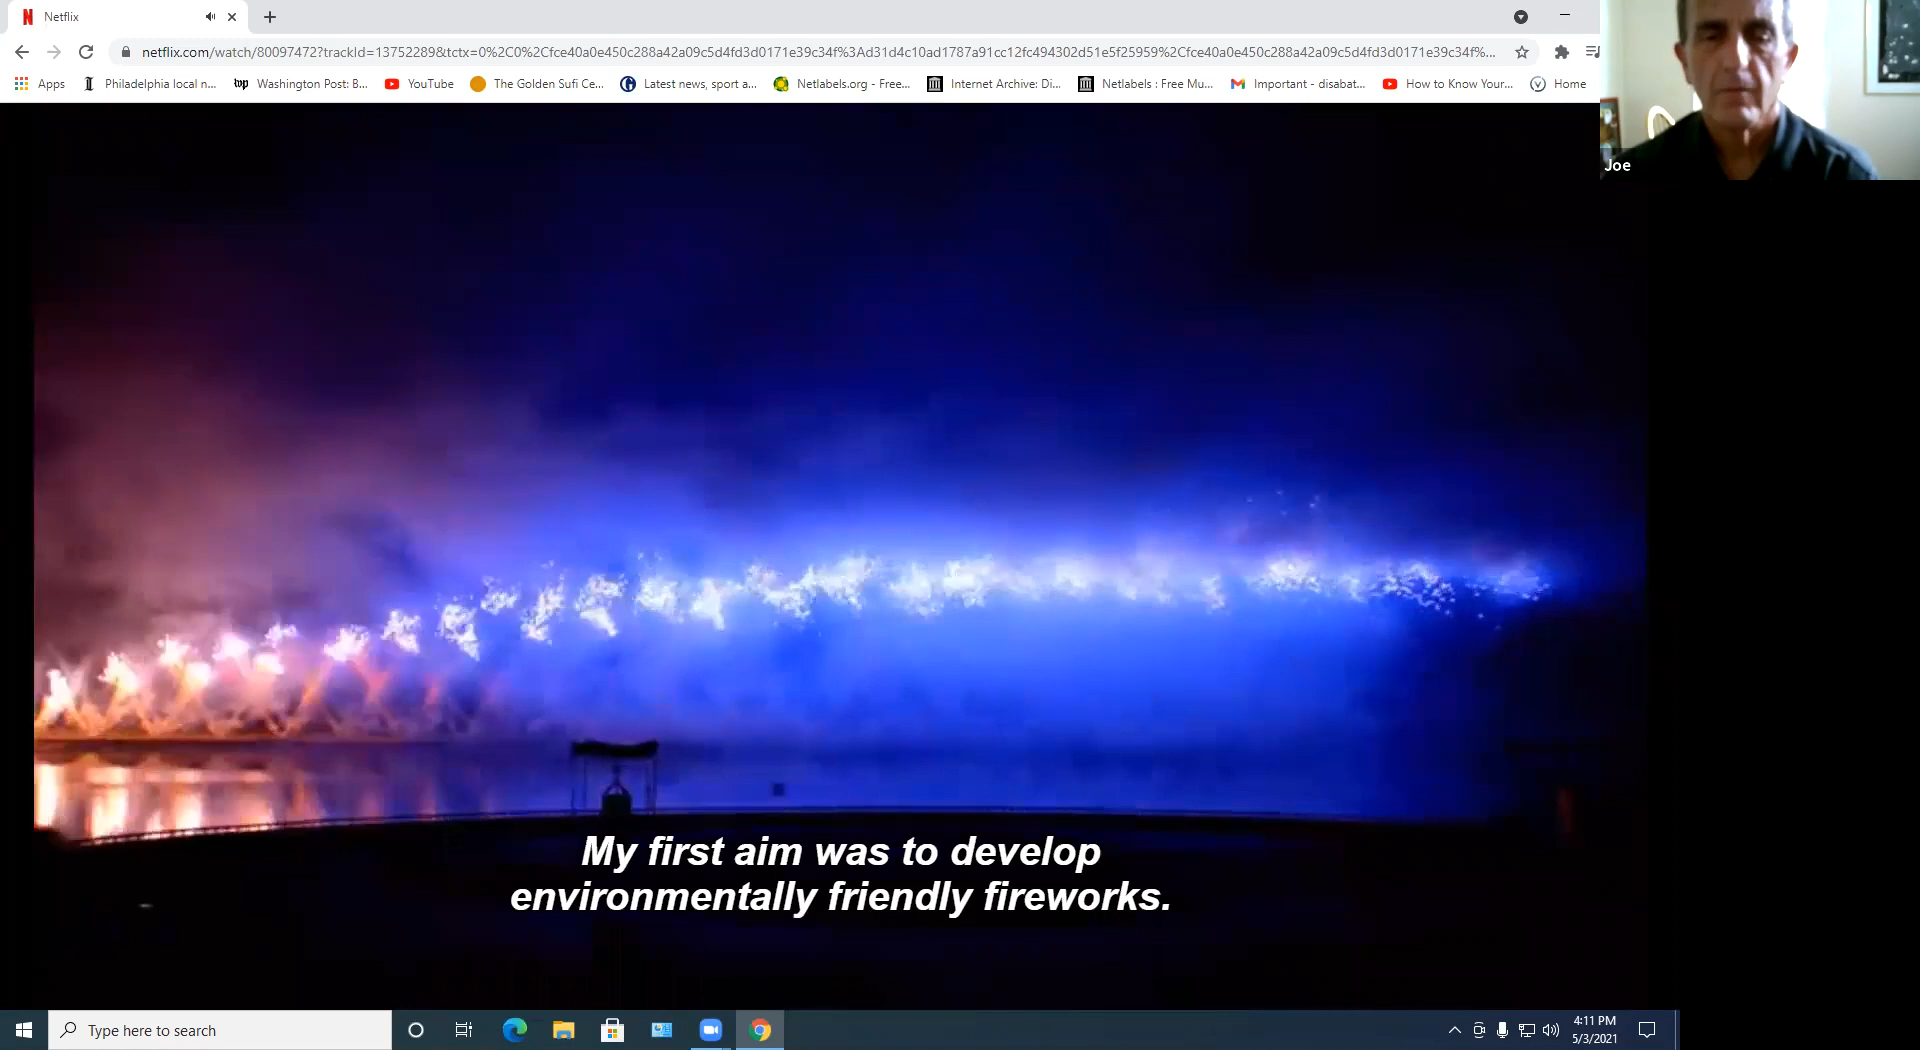 Netflix
netflix.com/watch/80097472?trackId=13752289&tctx=0%2C0%2Cfce40a0e450c288a42a09c5d4fd3d0171e39c34f%3Ad31d4c10ad1787a91cc12fc494302d51e5f25959%2Cfce40a0e450c288a42a09c5d4fd3d0171e39c34f%...
Apps Philadelphia local n... wp Washington Post: B... YouTube The Golden Sufi Ce... Latest news, sport a... Netlabels.org - Free... Internet Archive: Di... Netlabels : Free Mu... Important - disabat... How to Know Your... Home
Joe
My first aim was to develop
environmentally friendly fireworks.
Type here to search
4:11 PM
5/3/2021